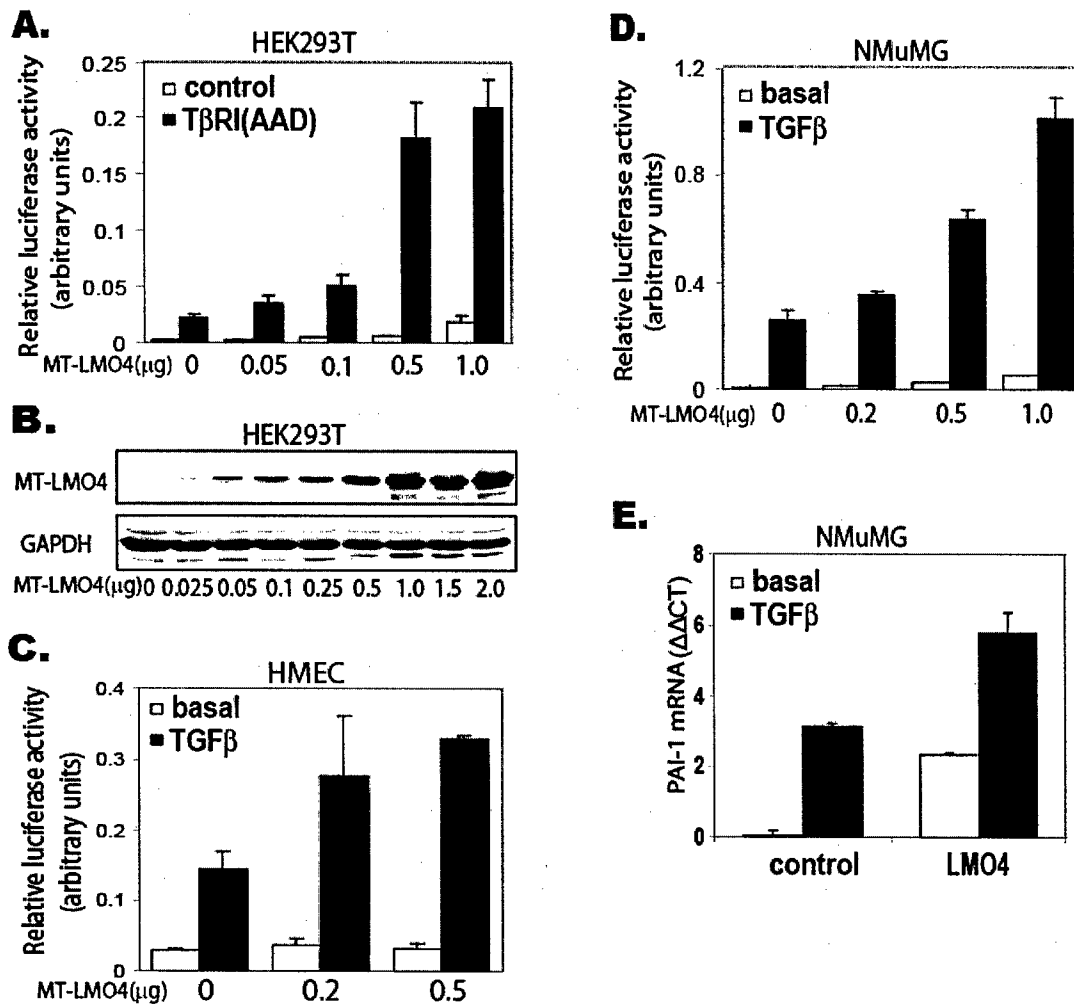 A.
HEK293T
Relative luciferase activity
(arbitrary units)
0.25
0.2
0.15
0.1
0.05
0
control
TβRI(AAD)
MT-LMO4(μg) 0 0.05 0.1 0.5 1.0
B.
HEK293T
MT-LMO4
GAPDH
MT-LMO4(μg) 0 0.025 0.05 0.1 0.25 0.5 1.0 1.5 2.0
C.
HMEC
Relative luciferase activity
(arbitrary units)
0.4
0.3
0.2
0.1
0
basal
TGFβ
MT-LMO4(μg) 0 0.2 0.5
D.
NMuMG
Relative luciferase activity
(arbitrary units)
1.2
0.8
0.4
0
basal
TGFβ
MT-LMO4(μg) 0 0.2 0.5 1.0
E.
NMuMG
PAI-1 mRNA (ΔΔCT)
8
6
4
2
0
basal
TGFβ
control LMO4